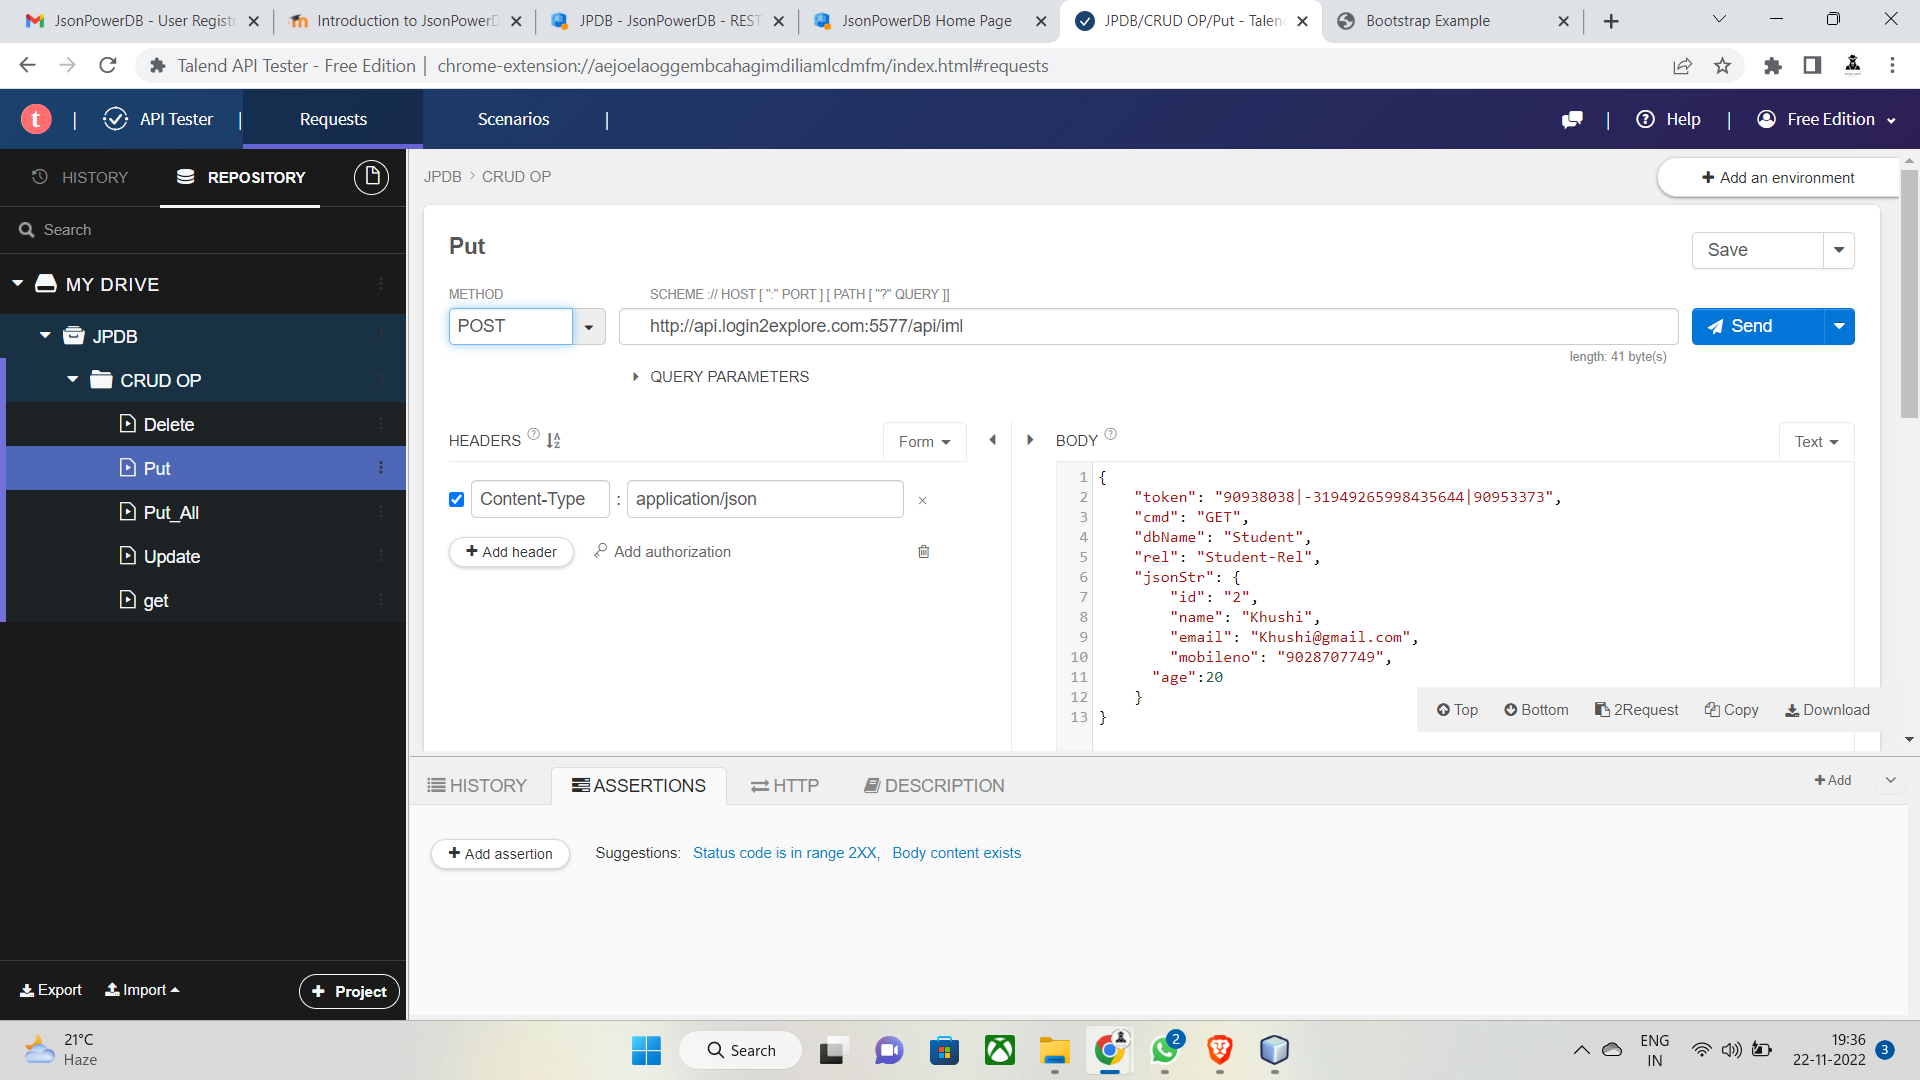 JsonPowerDB - User Registr
Introduction to JsonPowerD
JPDB - JsonPowerDB - REST
JsonPowerDB Home Page
JPDB/CRUD OP/Put - Talend
Bootstrap Example
Talend API Tester - Free Edition | chrome-extension://aejoelaoggembcahagimdiliamlcdmfm/index.html#requests
t | API Tester | Requests Scenarios | | Help | Free Edition
HISTORY REPOSITORY
JPDB > CRUD OP
+ Add an environment
Search
MY DRIVE
JPDB
CRUD OP
Delete
Put
Put_All
Update
get
Export Import + Project
Put
Save
METHOD
SCHEME :// HOST [ ":" PORT ] [ PATH [ "?" QUERY ]]
POST
http://api.login2explore.com:5577/api/iml
Send
length: 41 byte(s)
QUERY PARAMETERS
HEADERS ? Form
BODY ? Text
Content-Type : application/json ×
+ Add header Add authorization
1 {
2 "token": "90938038|-31949265998435644|90953373",
3 "cmd": "GET",
4 "dbName": "Student",
5 "rel": "Student-Rel",
6 "jsonStr": {
7 "id": "2",
8 "name": "Khushi",
9 "email": "Khushi@gmail.com",
10 "mobileno": "9028707749",
11 "age":20
12 }
13 }
Top Bottom 2Request Copy Download
HISTORY ASSERTIONS HTTP DESCRIPTION
+ Add
+ Add assertion Suggestions: Status code is in range 2XX, Body content exists
21°C
Haze
Search
2
ENG
IN
19:36
22-11-2022
3